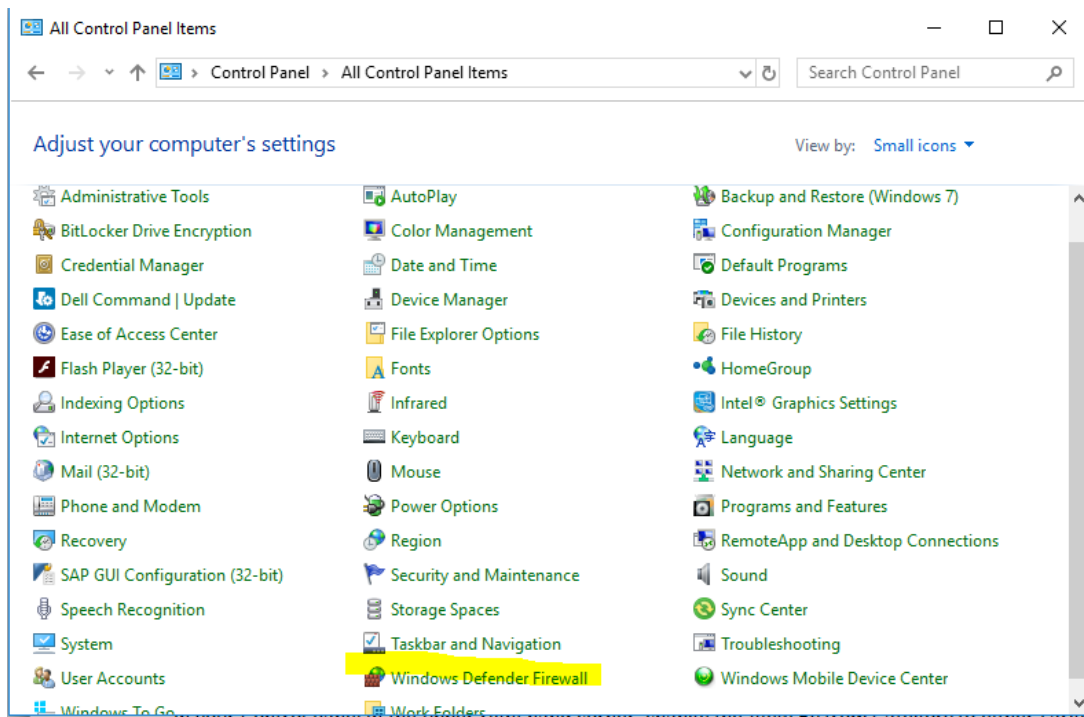 All Control Panel Items
Control Panel > All Control Panel Items
Search Control Panel
Adjust your computer's settings
View by: Small icons
Administrative Tools
AutoPlay
Backup and Restore (Windows 7)
BitLocker Drive Encryption
Color Management
Configuration Manager
Credential Manager
Date and Time
Default Programs
Dell Command | Update
Device Manager
Devices and Printers
Ease of Access Center
File Explorer Options
File History
Flash Player (32-bit)
Fonts
HomeGroup
Indexing Options
Infrared
Intel® Graphics Settings
Internet Options
Keyboard
Language
Mail (32-bit)
Mouse
Network and Sharing Center
Phone and Modem
Power Options
Programs and Features
Recovery
Region
RemoteApp and Desktop Connections
SAP GUI Configuration (32-bit)
Security and Maintenance
Sound
Speech Recognition
Storage Spaces
Sync Center
System
Taskbar and Navigation
Troubleshooting
User Accounts
Windows Defender Firewall
Windows Mobile Device Center
Windows To Go
Work Folders